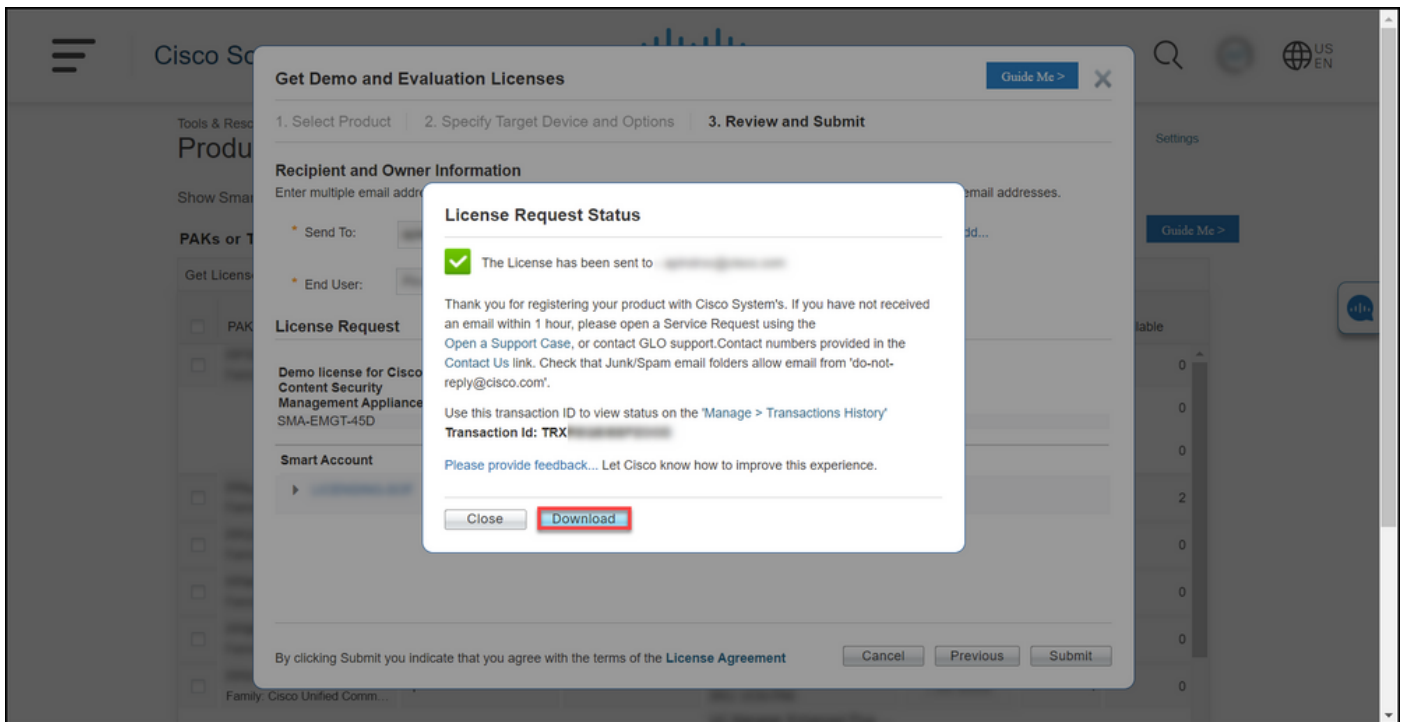 Cisco So
US
EN
Get Demo and Evaluation Licenses
Guide Me >
Tools & Resc
1. Select Product
2. Specify Target Device and Options
3. Review and Submit
Settings
Produ
Recipient and Owner Information
Enter multiple email addre
email addresses.
Show Smar
License Request Status
* Send To:
dd...
PAKs or T
Guide Me >
The License has been sent to
Get Licens
* End User:
Thank you for registering your product with Cisco System's. If you have not received
an email within 1 hour, please open a Service Request using the
Open a Support Case, or contact GLO support.Contact numbers provided in the
Contact Us link. Check that Junk/Spam email folders allow email from 'do-not-
reply@cisco.com'.
PAK
License Request
lable
Demo license for Cisco
Content Security
Management Appliance
SMA-EMGT-45D
0
0
Use this transaction ID to view status on the 'Manage > Transactions History'
Transaction Id: TRX
Smart Account
0
Please provide feedback... Let Cisco know how to improve this experience.
2
Close
Download
0
0
0
By clicking Submit you indicate that you agree with the terms of the License Agreement
Cancel
Previous
Submit
0
Family: Cisco Unified Comm...